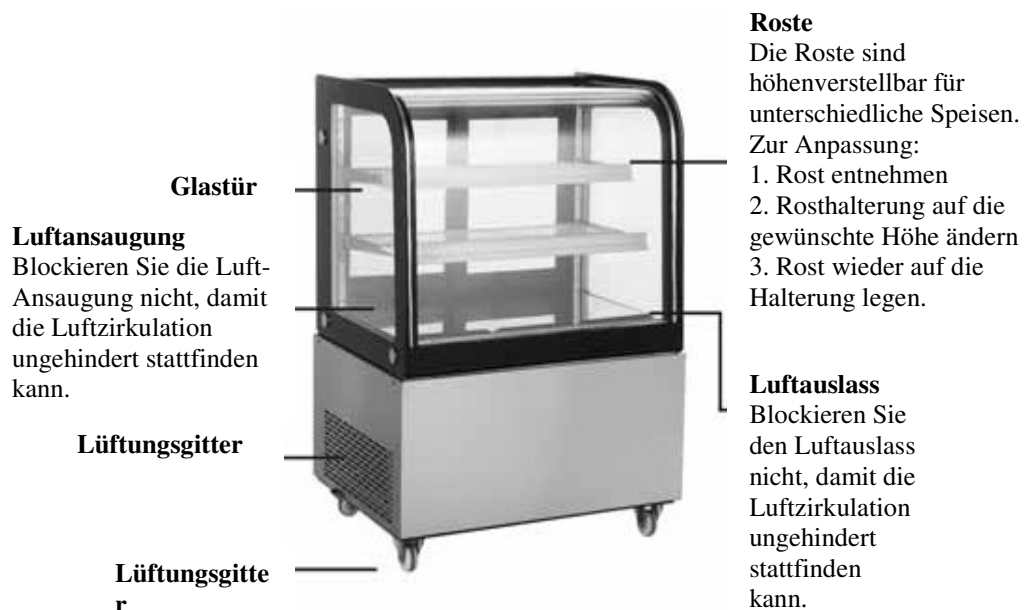 Glastür
Luftansaugung
Blockieren Sie die Luft-
Ansaugung nicht, damit
die Luftzirkulation
ungehindert stattfinden
kann.
Lüftungsgitter
Lüftungsgitte
r
Roste
Die Roste sind
höhenverstellbar für
unterschiedliche Speisen.
Zur Anpassung:
1. Rost entnehmen
2. Rosthalterung auf die
gewünschte Höhe ändern
3. Rost wieder auf die
Halterung legen.
Luftauslass
Blockieren Sie
den Luftauslass
nicht, damit die
Luftzirkulation
ungehindert
stattfinden
kann.